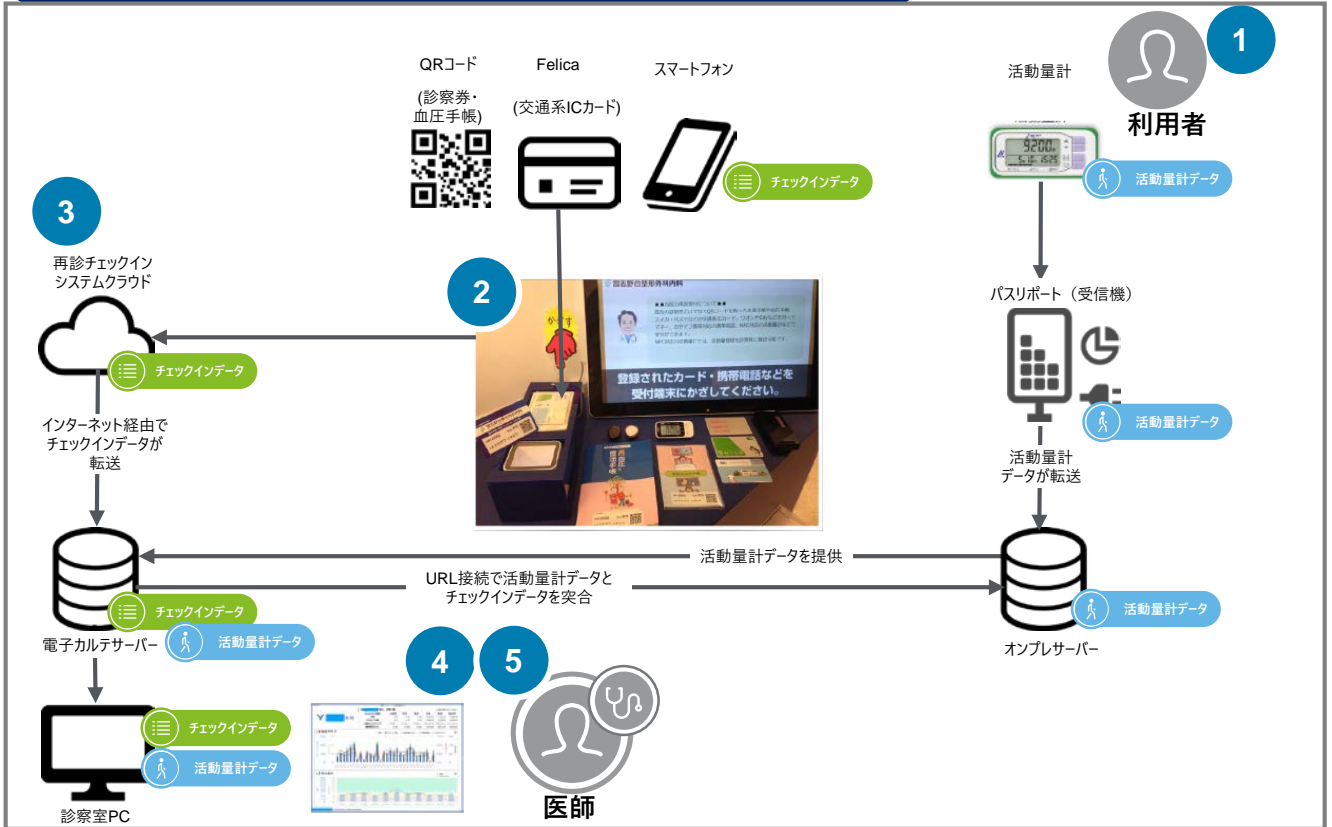 1
利用者
活動量計
9200
活動量計データ
QRコード
(診察券・
血圧手帳)
Felica
(交通系ICカード)
スマートフォン
チェックインデータ
3
再診チェックイン
システムクラウド
チェックインデータ
2
かざす
登録されたカード・携帯電話などを
受付端末にかざしてください。
パスリポート（受信機）
活動量計データ
インターネット経由で
チェックインデータが
転送
活動量計
データが転送
活動量計データを提供
URL接続で活動量計データと
チェックインデータを突合
チェックインデータ
活動量計データ
電子カルテサーバー
活動量計データ
オンプレサーバー
4
5
チェックインデータ
活動量計データ
診察室PC
医師